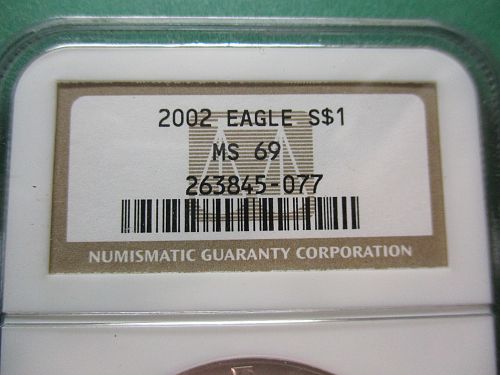 2002 EAGLE S$1
MS 69
263845-077
NUMISMATIC GUARANTY CORPORATION